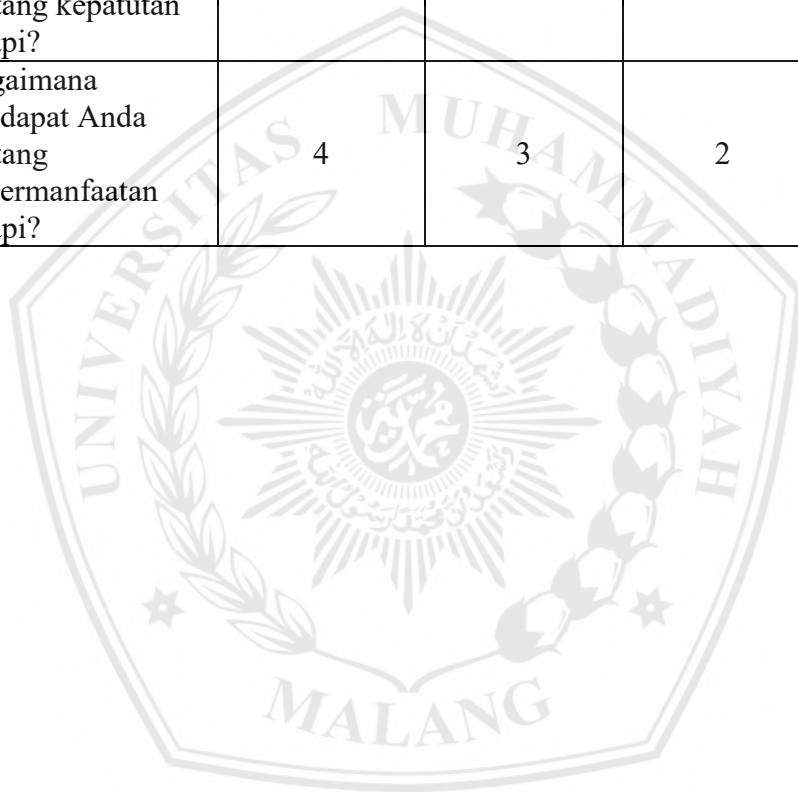 tang kepatutan
pi?
gaimana
dapat Anda
tang
ermanfaatan
pi?
4
3
2
UNIVERSITAS MUHAMMADIYAH
MALANG